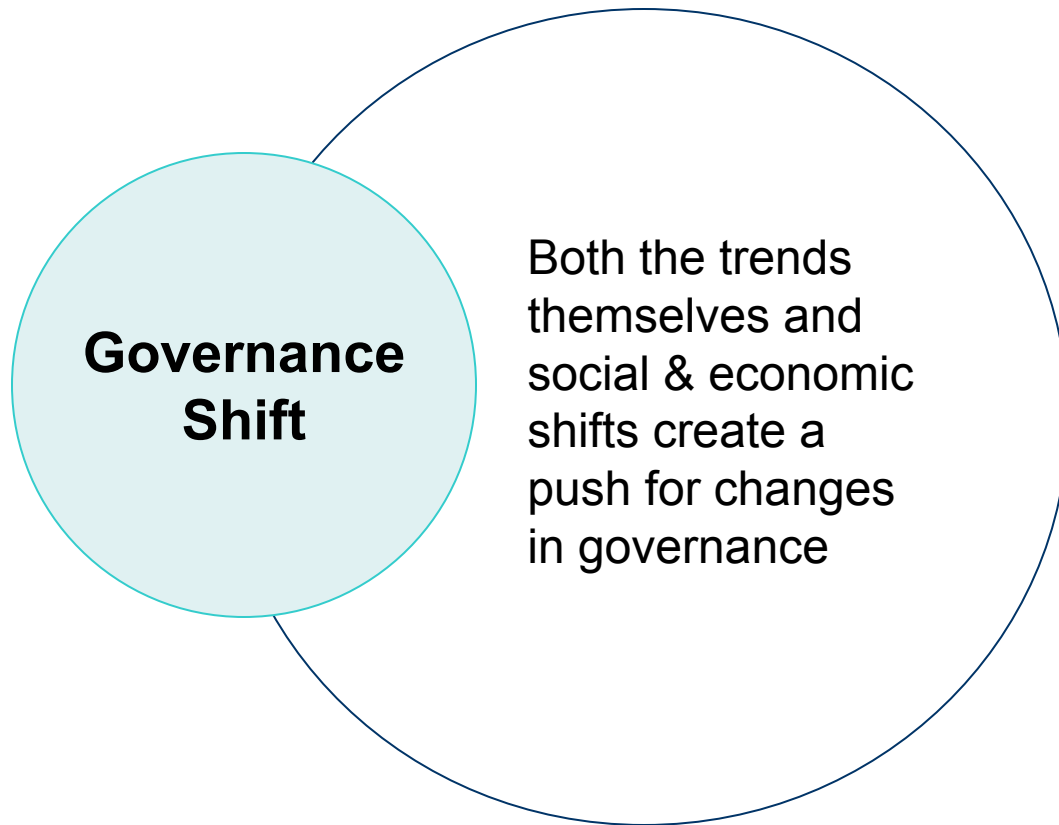 Governance
Shift
Both the trends
themselves and
social & economic
shifts create a
push for changes
in governance